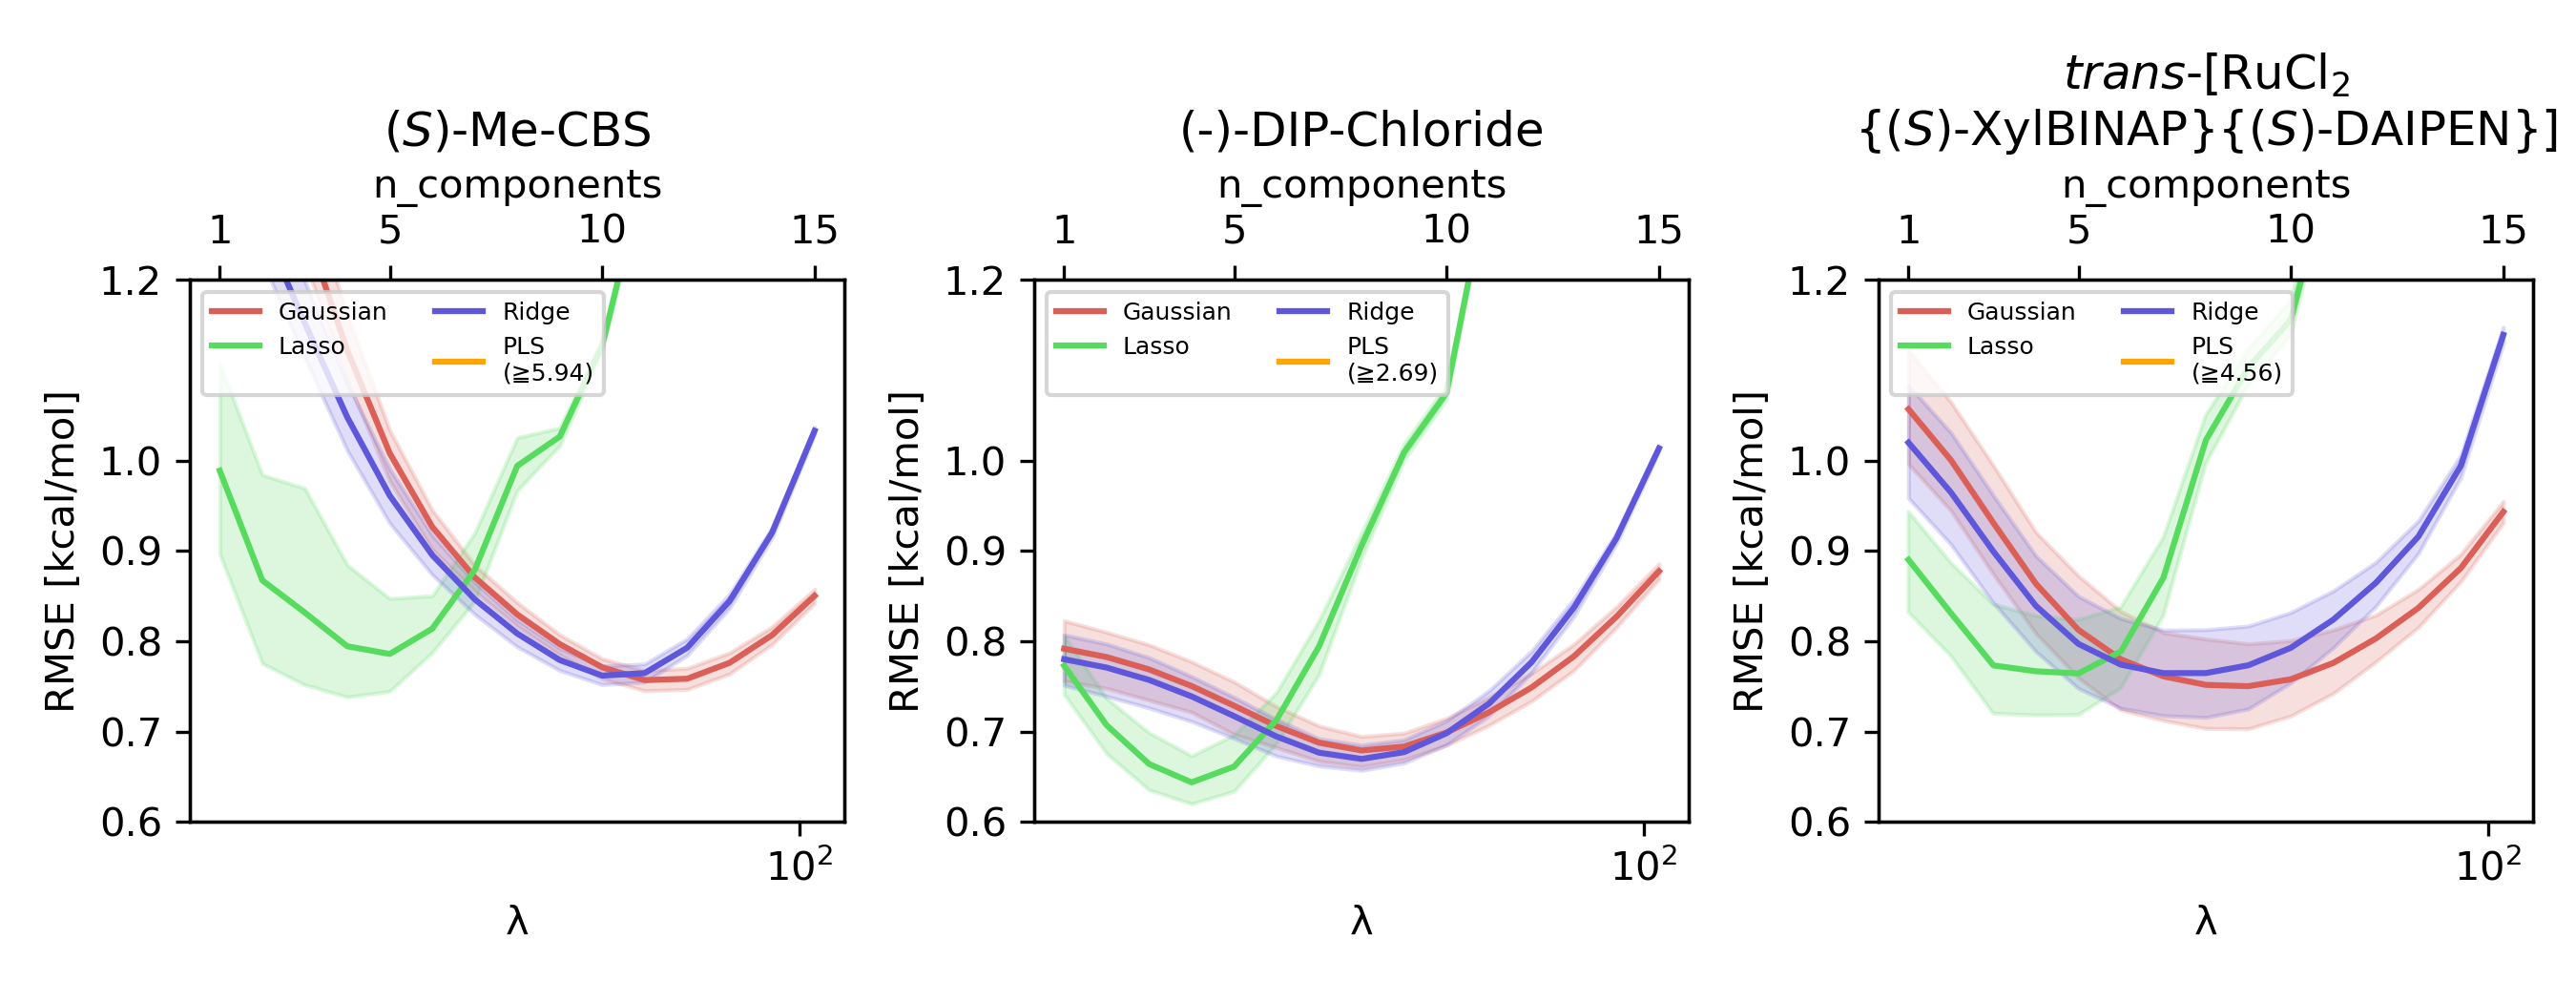 (S)-Me-CBS
n_components
1 5 10 15
1.2
1.0
0.9
0.8
0.7
0.6
RMSE [kcal/mol]
Gaussian
Lasso
Ridge
PLS
(≧5.94)
10²
λ
(-)-DIP-Chloride
n_components
1 5 10 15
1.2
1.0
0.9
0.8
0.7
0.6
RMSE [kcal/mol]
Gaussian
Lasso
Ridge
PLS
(≧2.69)
10²
λ
trans-[RuCl₂
{(S)-XylBINAP}{(S)-DAIPEN}]
n_components
1 5 10 15
1.2
1.0
0.9
0.8
0.7
0.6
RMSE [kcal/mol]
Gaussian
Lasso
Ridge
PLS
(≧4.56)
10²
λ